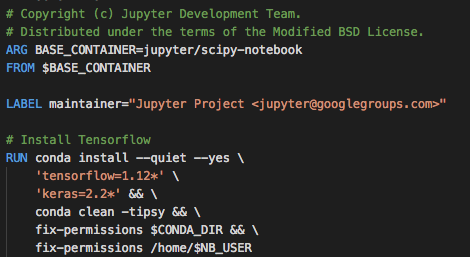 # Copyright (c) Jupyter Development Team.
# Distributed under the terms of the Modified BSD License.
ARG BASE_CONTAINER=jupyter/scipy-notebook
FROM $BASE_CONTAINER
LABEL maintainer="Jupyter Project <jupyter@googlegroups.com>"
# Install Tensorflow
RUN conda install --quiet --yes \
    'tensorflow=1.12*' \
    'keras=2.2*' && \
    conda clean -tipsy && \
    fix-permissions $CONDA_DIR && \
    fix-permissions /home/$NB_USER